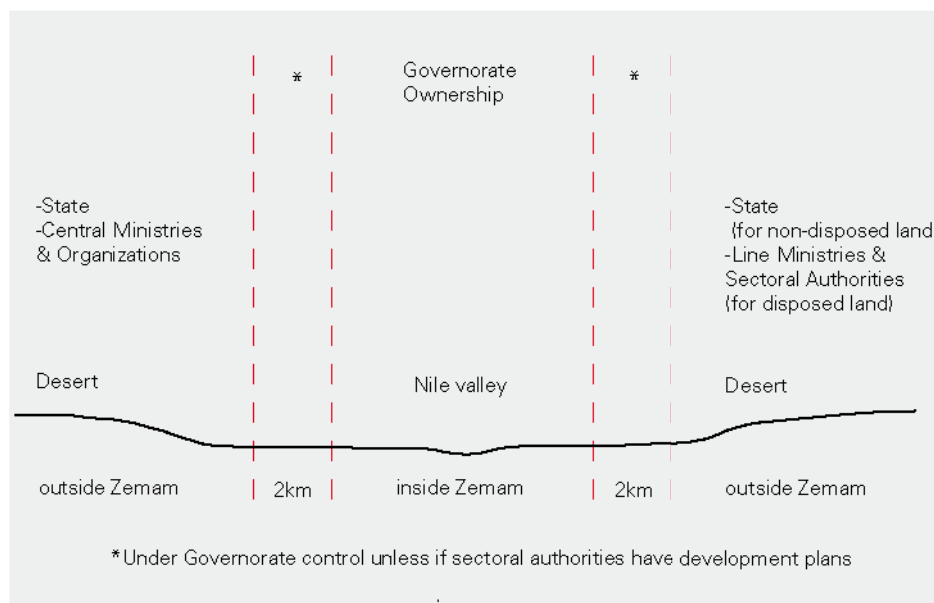 *
Governorate
Ownership
*
-State
-Central Ministries
& Organizations
-State
(for non-disposed land
-Line Ministries &
Sectoral Authorities
(for disposed land)
Desert
Nile valley
Desert
outside Zemam
2km
inside Zemam
2km
outside Zemam
*Under Governorate control unless if sectoral authorities have development plans